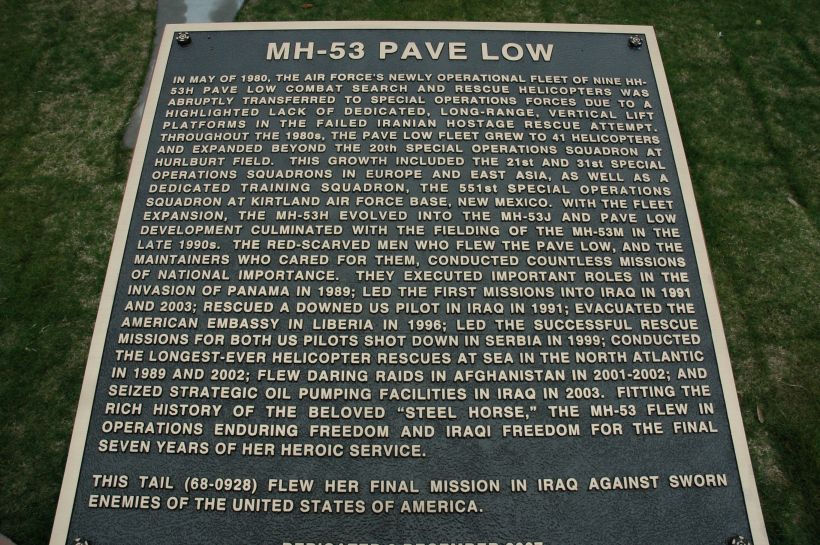 MH-53 PAVE LOW
IN MAY OF 1980, THE AIR FORCE'S NEWLY OPERATIONAL FLEET OF NINE HH-
53H PAVE LOW COMBAT SEARCH AND RESCUE HELICOPTERS WAS
ABRUPTLY TRANSFERRED TO SPECIAL OPERATIONS FORCES DUE TO A
HIGHLIGHTED LACK OF DEDICATED, LONG-RANGE, VERTICAL LIFT
PLATFORMS IN THE FAILED IRANIAN HOSTAGE RESCUE ATTEMPT.
THROUGHOUT THE 1980s, THE PAVE LOW FLEET GREW TO 41 HELICOPTERS
AND EXPANDED BEYOND THE 20th SPECIAL OPERATIONS SQUADRON AT
HURLBURT FIELD. THIS GROWTH INCLUDED THE 21st AND 31st SPECIAL
OPERATIONS SQUADRONS IN EUROPE AND EAST ASIA, AS WELL AS A
DEDICATED TRAINING SQUADRON, THE 551st SPECIAL OPERATIONS
SQUADRON AT KIRTLAND AIR FORCE BASE, NEW MEXICO. WITH THE FLEET
EXPANSION, THE MH-53H EVOLVED INTO THE MH-53J AND PAVE LOW
DEVELOPMENT CULMINATED WITH THE FIELDING OF THE MH-53M IN THE
LATE 1990s. THE RED-SCARVED MEN WHO FLEW THE PAVE LOW, AND THE
MAINTAINERS WHO CARED FOR THEM, CONDUCTED COUNTLESS MISSIONS
OF NATIONAL IMPORTANCE. THEY EXECUTED IMPORTANT ROLES IN THE
INVASION OF PANAMA IN 1989; LED THE FIRST MISSIONS INTO IRAQ IN 1991
AND 2003; RESCUED A DOWNED US PILOT IN IRAQ IN 1991; EVACUATED THE
AMERICAN EMBASSY IN LIBERIA IN 1996; LED THE SUCCESSFUL RESCUE
MISSIONS FOR BOTH US PILOTS SHOT DOWN IN SERBIA IN 1999; CONDUCTED
THE LONGEST-EVER HELICOPTER RESCUES AT SEA IN THE NORTH ATLANTIC
IN 1989 AND 2002; FLEW DARING RAIDS IN AFGHANISTAN IN 2001-2002; AND
SEIZED STRATEGIC OIL PUMPING FACILITIES IN IRAQ IN 2003. FITTING THE
RICH HISTORY OF THE BELOVED "STEEL HORSE," THE MH-53 FLEW IN
OPERATIONS ENDURING FREEDOM AND IRAQI FREEDOM FOR THE FINAL
SEVEN YEARS OF HER HEROIC SERVICE.
THIS TAIL (68-0928) FLEW HER FINAL MISSION IN IRAQ AGAINST SWORN
ENEMIES OF THE UNITED STATES OF AMERICA.